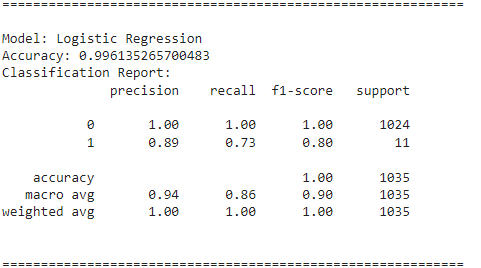 ==============================================================
Model: Logistic Regression
Accuracy: 0.996135265700483
Classification Report:
              precision    recall  f1-score   support

           0       1.00      1.00      1.00      1024
           1       0.89      0.73      0.80        11

    accuracy                           1.00      1035
   macro avg       0.94      0.86      0.90      1035
weighted avg       1.00      1.00      1.00      1035

==============================================================